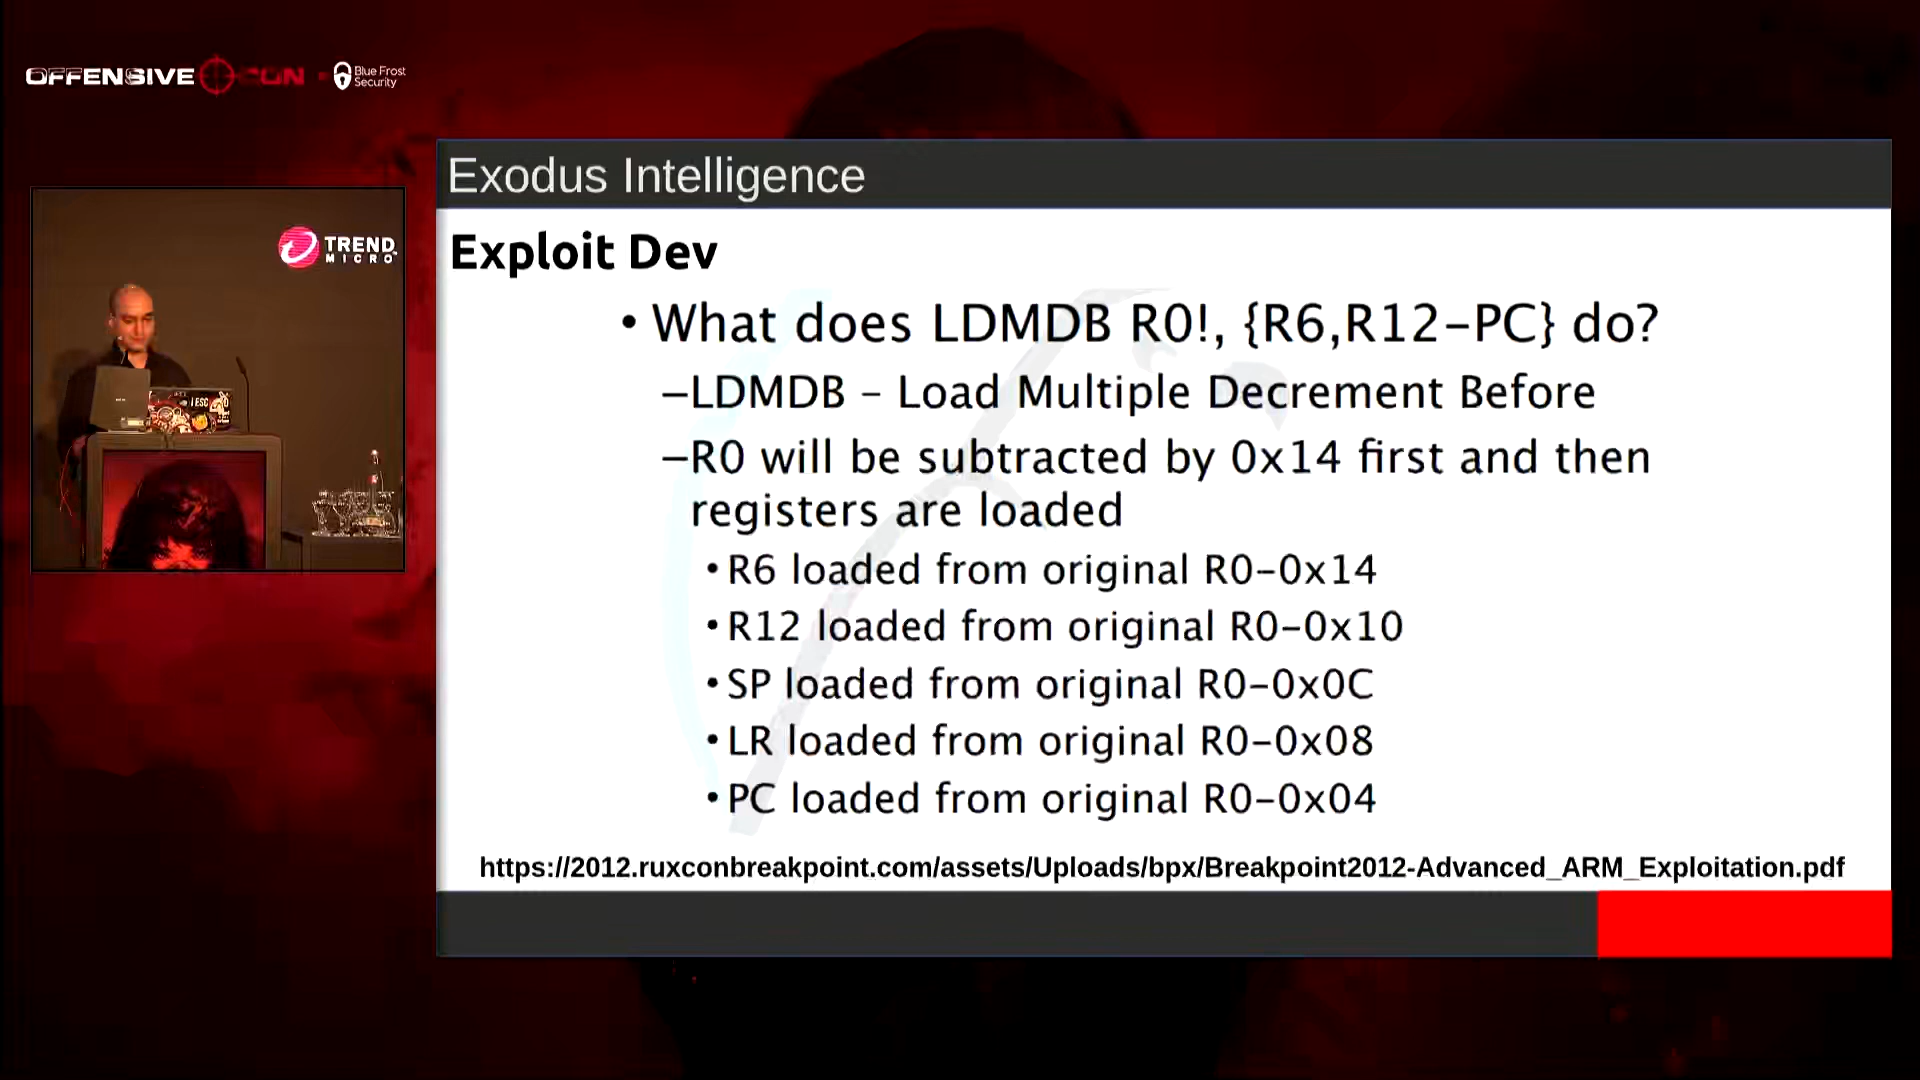 OFFENSIVE CON
Blue Frost
Security
TREND
MICRO
Exodus Intelligence
Exploit Dev
• What does LDMDB R0!, {R6,R12–PC} do?
–LDMDB – Load Multiple Decrement Before
–R0 will be subtracted by 0x14 first and then
registers are loaded
• R6 loaded from original R0–0x14
• R12 loaded from original R0–0x10
• SP loaded from original R0–0x0C
• LR loaded from original R0–0x08
• PC loaded from original R0–0x04
https://2012.ruxconbreakpoint.com/assets/Uploads/bpx/Breakpoint2012-Advanced_ARM_Exploitation.pdf